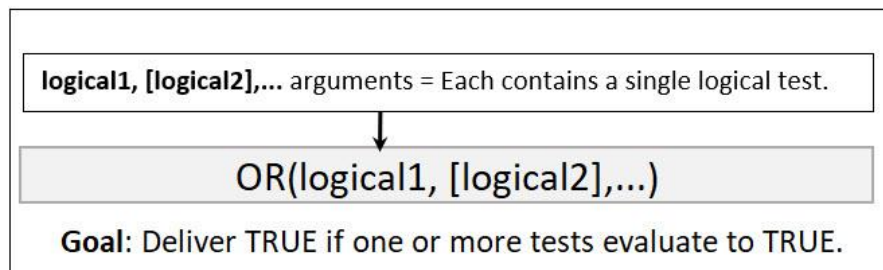 logical1, [logical2],... arguments = Each contains a single logical test.
OR(logical1, [logical2],...)
Goal: Deliver TRUE if one or more tests evaluate to TRUE.